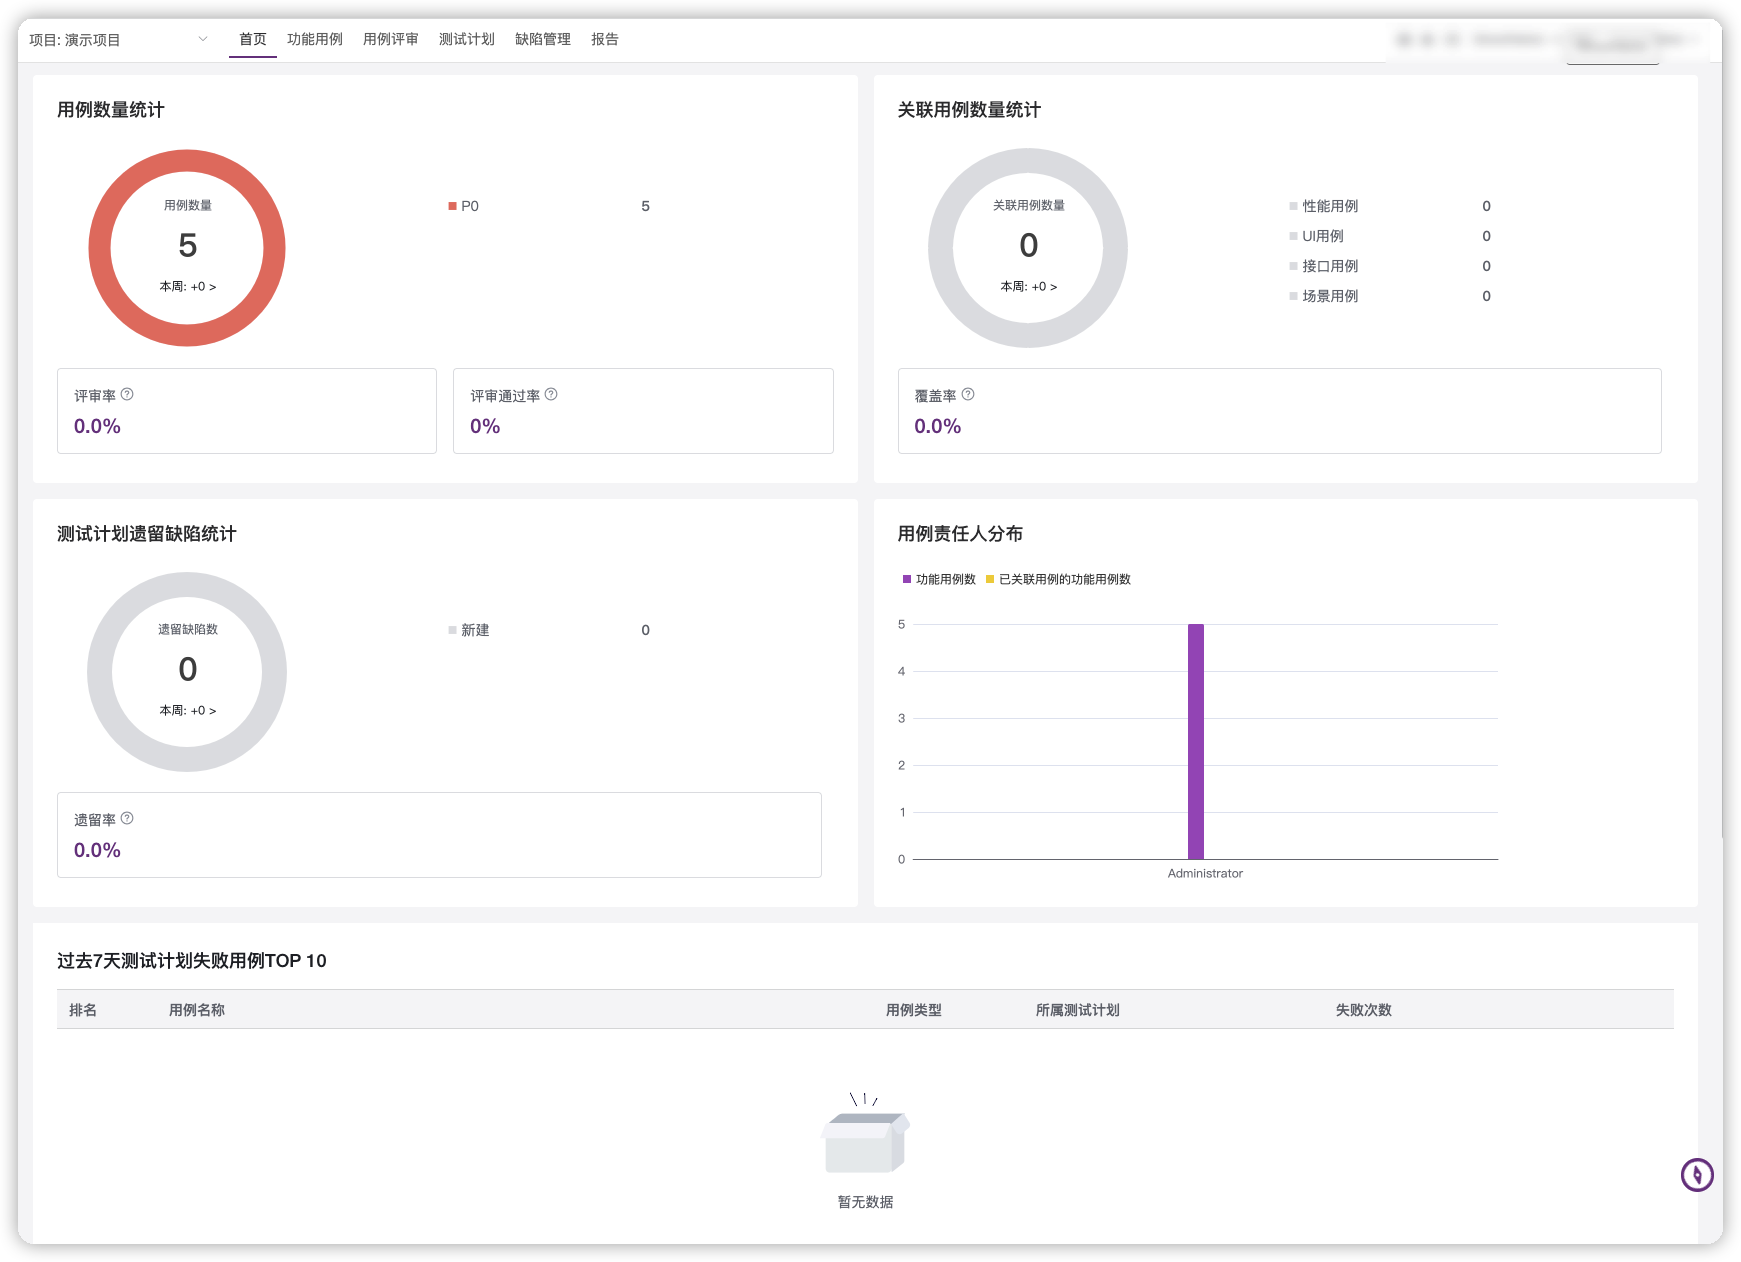 项目: 演示项目
首页 功能用例 用例评审 测试计划 缺陷管理 报告
用例数量统计
用例数量
5
本周: +0 >
P0 5
评审率
0.0%
评审通过率
0%
关联用例数量统计
关联用例数量
0
本周: +0 >
性能用例 0
UI用例 0
接口用例 0
场景用例 0
覆盖率
0.0%
测试计划遗留缺陷统计
遗留缺陷数
0
本周: +0 >
新建 0
遗留率
0.0%
用例责任人分布
功能用例数 已关联用例的功能用例数
5
4
3
2
1
0
Administrator
过去7天测试计划失败用例TOP 10
排名 用例名称 用例类型 所属测试计划 失败次数
暂无数据